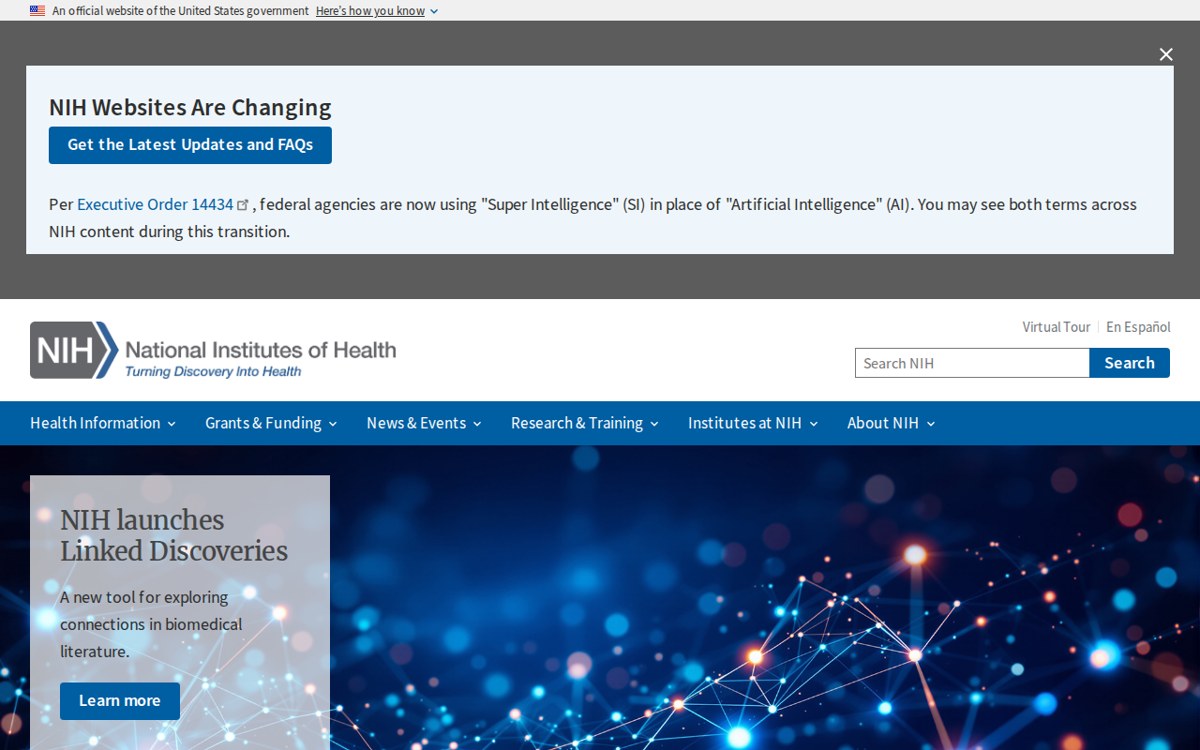 An official website of the United States government Here's how you know
NIH Websites Are Changing
Get the Latest Updates and FAQs
Per Executive Order 14434 , federal agencies are now using "Super Intelligence" (SI) in place of "Artificial Intelligence" (AI). You may see both terms across
NIH content during this transition.
Virtual Tour En Español
NIH National Institutes of Health
Turning Discovery Into Health
Search NIH Search
Health Information Grants & Funding News & Events Research & Training Institutes at NIH About NIH
NIH launches
Linked Discoveries
A new tool for exploring
connections in biomedical
literature.
Learn more